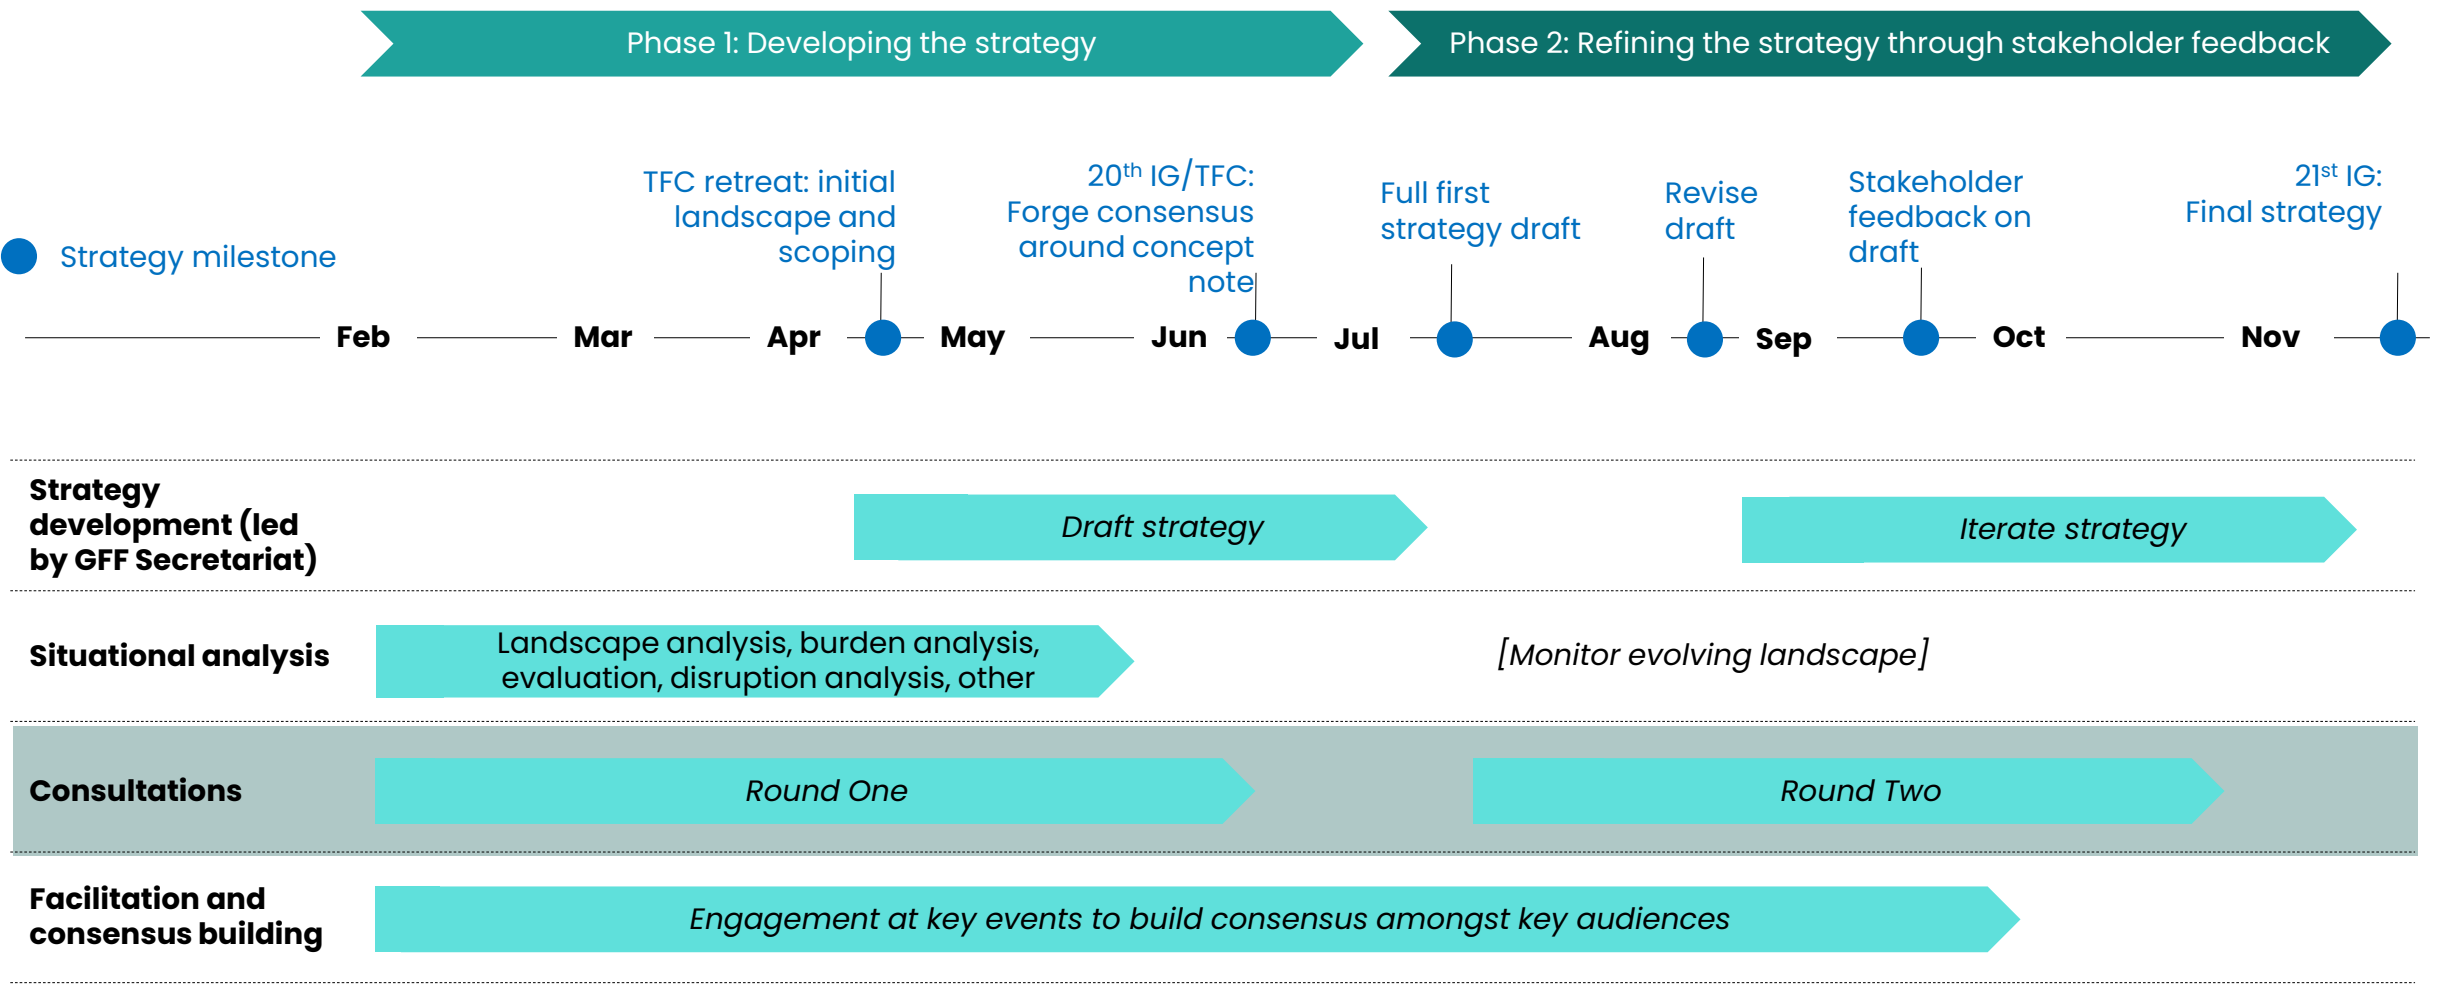 Phase 1: Developing the strategy
Phase 2: Refining the strategy through stakeholder feedback
TFC retreat: initial
landscape and
scoping
20th IG/TFC:
Forge consensus
around concept
note
Full first
strategy draft
Revise
draft
Stakeholder
feedback on
draft
21st IG:
Final strategy
Strategy milestone
Feb Mar Apr May Jun Jul Aug Sep Oct Nov
Strategy
development (led
by GFF Secretariat)
Draft strategy
Iterate strategy
Situational analysis
Landscape analysis, burden analysis,
evaluation, disruption analysis, other
[Monitor evolving landscape]
Consultations
Round One
Round Two
Facilitation and
consensus building
Engagement at key events to build consensus amongst key audiences